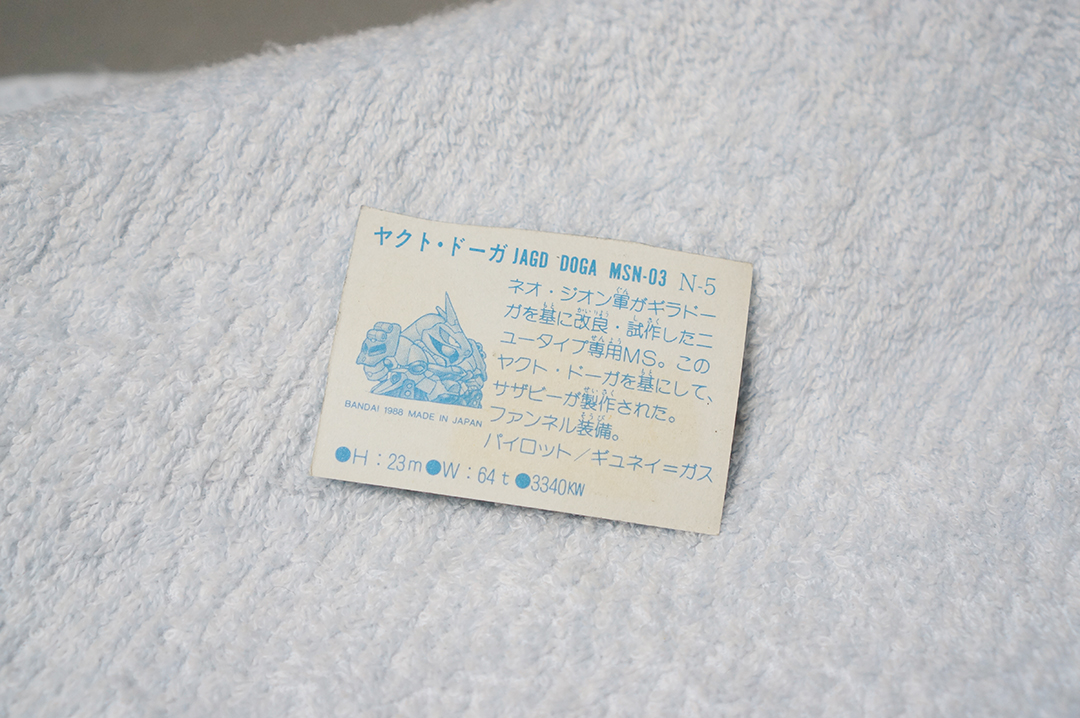 ヤクト・ドーガ JAGD DOGA MSN-03 N-5
ネオ・ジオン軍がギラドー
ガを基に改良・試作したニ
ュータイプ専用MS。この
ヤクト・ドーガを基にして、
サザビーが製作された。
ファンネル装備。
パイロット/ギュネイ=ガス
BANDAI 1988 MADE IN JAPAN
●H:23m●W:64t●3340KW